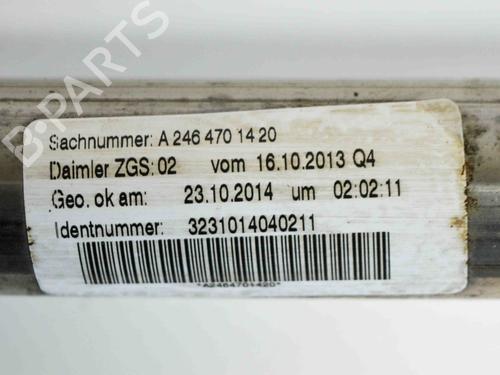 B-PARTS
Sachnummer: A 246 470 14 20
Daimler ZGS: 02 vom 16.10.2013 Q4
Geo. ok am: 23.10.2014 um 02:02:11
Identnummer: 3231014040211
*A2464701420*